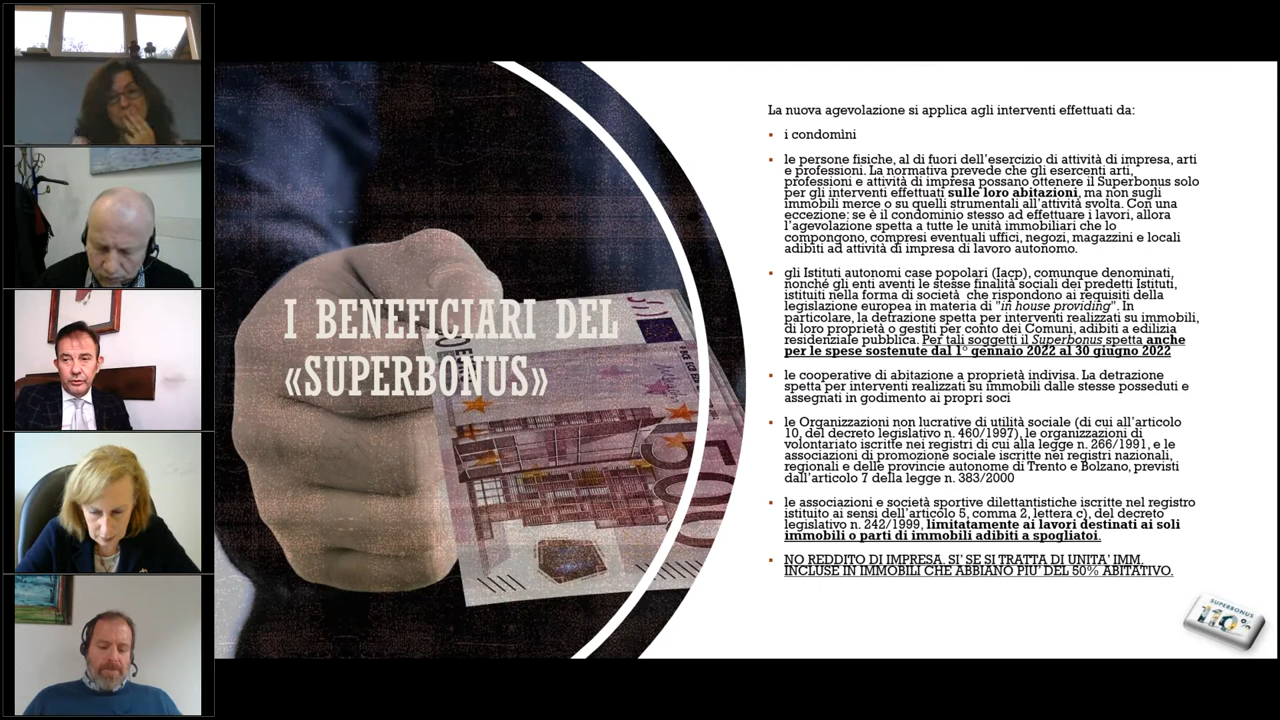 I BENEFICIARI DEL
«SUPERBONUS»
La nuova agevolazione si applica agli interventi effettuati da:
▪ i condomìni
▪ le persone fisiche, al di fuori dell'esercizio di attività di impresa, arti
e professioni. La normativa prevede che gli esercenti arti,
professioni e attività di impresa possano ottenere il Superbonus solo
per gli interventi effettuati sulle loro abitazioni, ma non sugli
immobili merce o su quelli strumentali all'attività svolta. Con una
eccezione: se è il condominio stesso ad effettuare i lavori, allora
l'agevolazione spetta a tutte le unità immobiliari che lo
compongono, compresi eventuali uffici, negozi, magazzini e locali
adibiti ad attività di impresa di lavoro autonomo.
▪ gli Istituti autonomi case popolari (Iacp), comunque denominati,
nonché gli enti aventi le stesse finalità sociali dei predetti Istituti,
istituiti nella forma di società che rispondono ai requisiti della
legislazione europea in materia di "in house providing". In
particolare, la detrazione spetta per interventi realizzati su immobili,
di loro proprietà o gestiti per conto dei Comuni, adibiti a edilizia
residenziale pubblica. Per tali soggetti il Superbonus spetta anche
per le spese sostenute dal 1° gennaio 2022 al 30 giugno 2022
▪ le cooperative di abitazione a proprietà indivisa. La detrazione
spetta per interventi realizzati su immobili dalle stesse posseduti e
assegnati in godimento ai propri soci
▪ le Organizzazioni non lucrative di utilità sociale (di cui all'articolo
10, del decreto legislativo n. 460/1997), le organizzazioni di
volontariato iscritte nei registri di cui alla legge n. 266/1991, e le
associazioni di promozione sociale iscritte nei registri nazionali,
regionali e delle provincie autonome di Trento e Bolzano, previsti
dall'articolo 7 della legge n. 383/2000
▪ le associazioni e società sportive dilettantistiche iscritte nel registro
istituito ai sensi dell'articolo 5, comma 2, lettera c), del decreto
legislativo n. 242/1999, limitatamente ai lavori destinati ai soli
immobili o parti di immobili adibiti a spogliatoi.
▪ NO REDDITO DI IMPRESA. SI' SE SI TRATTA DI UNITA' IMM.
INCLUSE IN IMMOBILI CHE ABBIANO PIU' DEL 50% ABITATIVO.
500
SUPERBONUS
110%